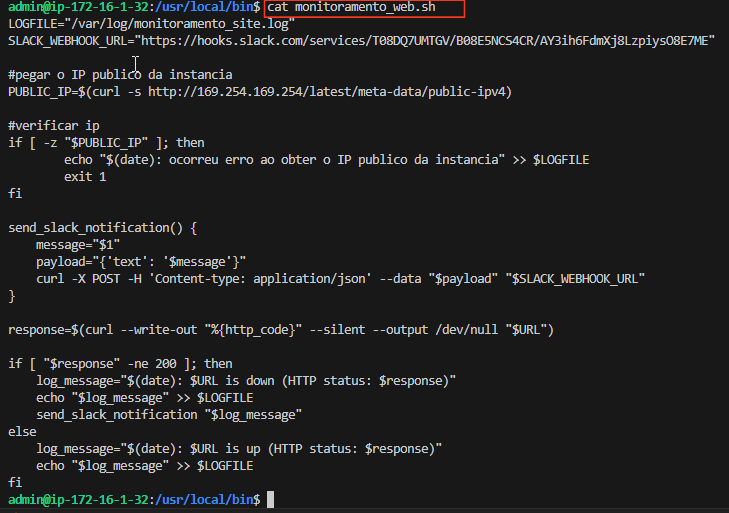 admin@ip-172-16-1-32:/usr/local/bin$ cat monitoramento_web.sh
LOGFILE="/var/log/monitoramento_site.log"
SLACK_WEBHOOK_URL="https://hooks.slack.com/services/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"

#pegar o IP publico da instancia
PUBLIC_IP=$(curl -s http://169.254.169.254/latest/meta-data/public-ipv4)

#verificar ip
if [ -z "$PUBLIC_IP" ]; then
        echo "$(date): ocorreu erro ao obter o IP publico da instancia" >> $LOGFILE
        exit 1
fi

send_slack_notification() {
    message="$1"
    payload="{'text': '$message'}"
    curl -X POST -H 'Content-type: application/json' --data "$payload" "$SLACK_WEBHOOK_URL"
}

response=$(curl --write-out "%{http_code}" --silent --output /dev/null "$URL")

if [ "$response" -ne 200 ]; then
    log_message="$(date): $URL is down (HTTP status: $response)"
    echo "$log_message" >> $LOGFILE
    send_slack_notification "$log_message"
else
    log_message="$(date): $URL is up (HTTP status: $response)"
    echo "$log_message" >> $LOGFILE
fi
admin@ip-172-16-1-32:/usr/local/bin$